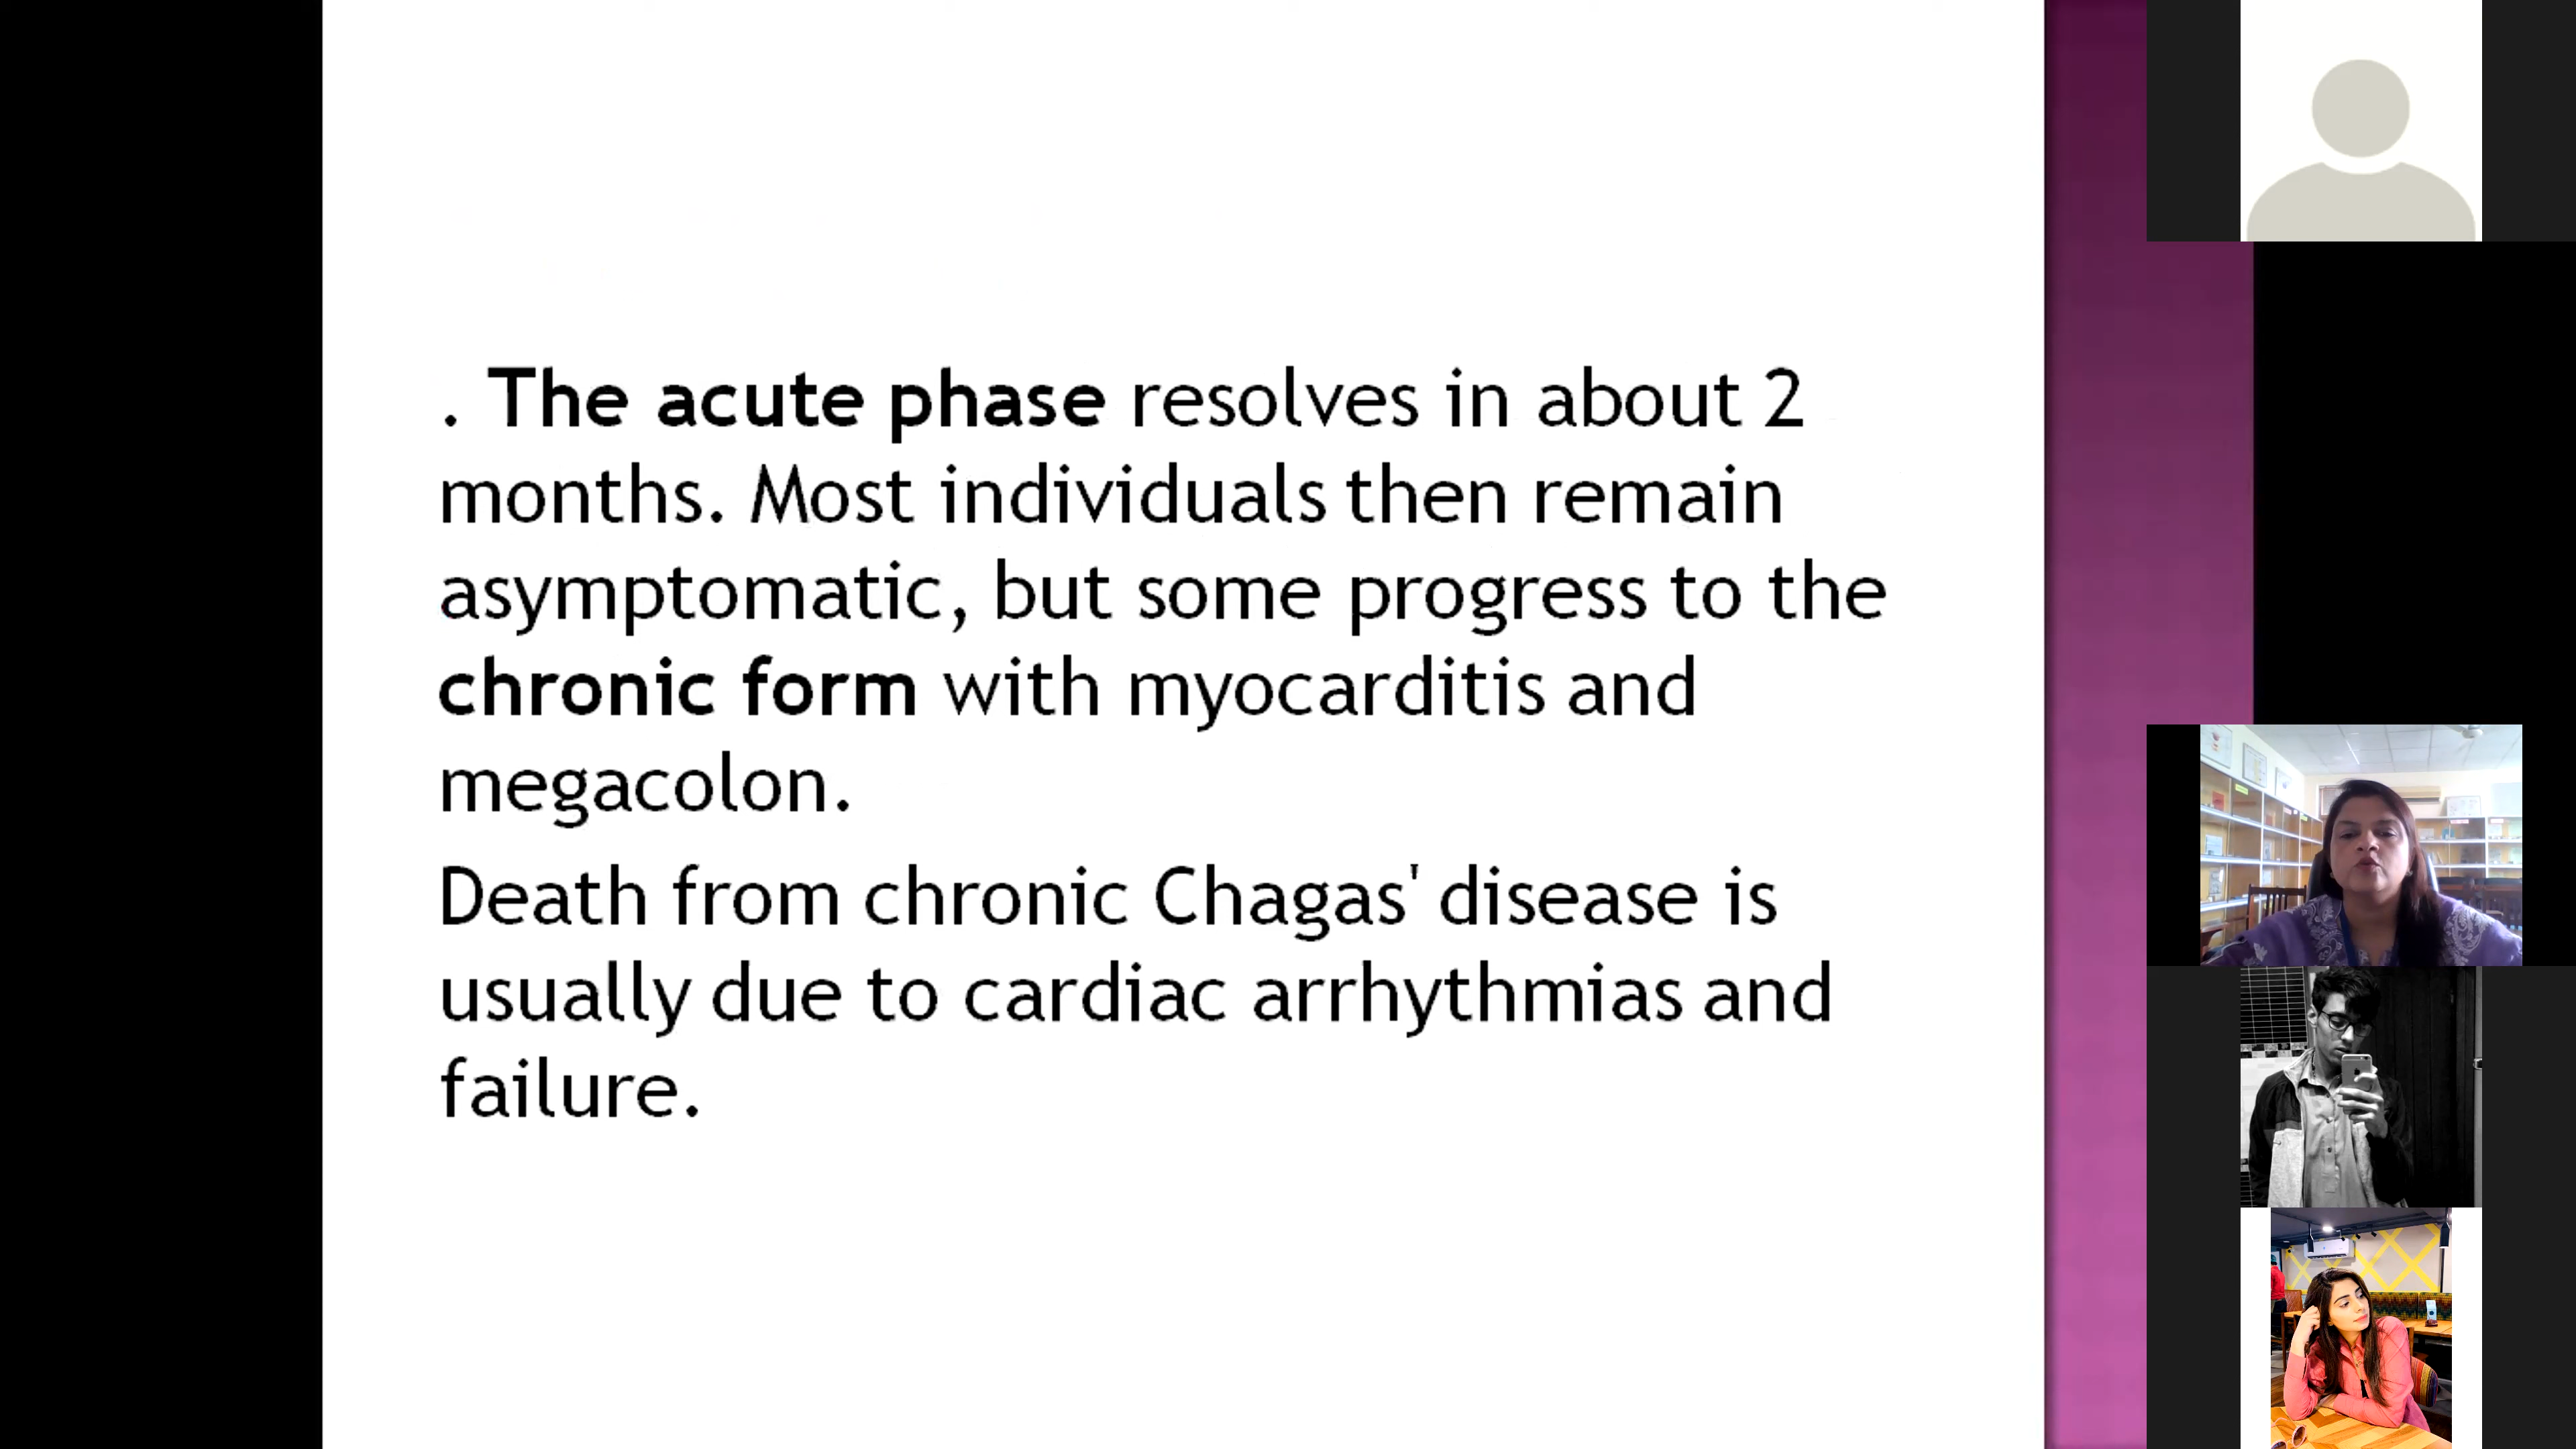 . The acute phase resolves in about 2
months. Most individuals then remain
asymptomatic, but some progress to the
chronic form with myocarditis and
megacolon.
Death from chronic Chagas' disease is
usually due to cardiac arrhythmias and
failure.